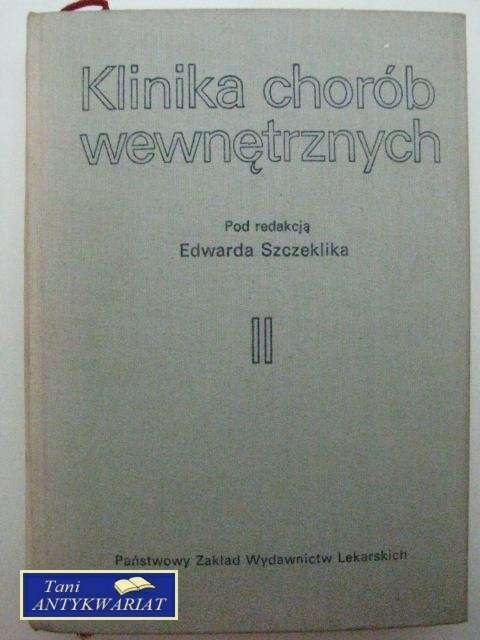 Klinika chorób
wewnętrznych
Pod redakcją
Edwarda Szczeklika
II
Państwowy Zakład Wydawnictw Lekarskich
Tani
ANTYKWARIAT